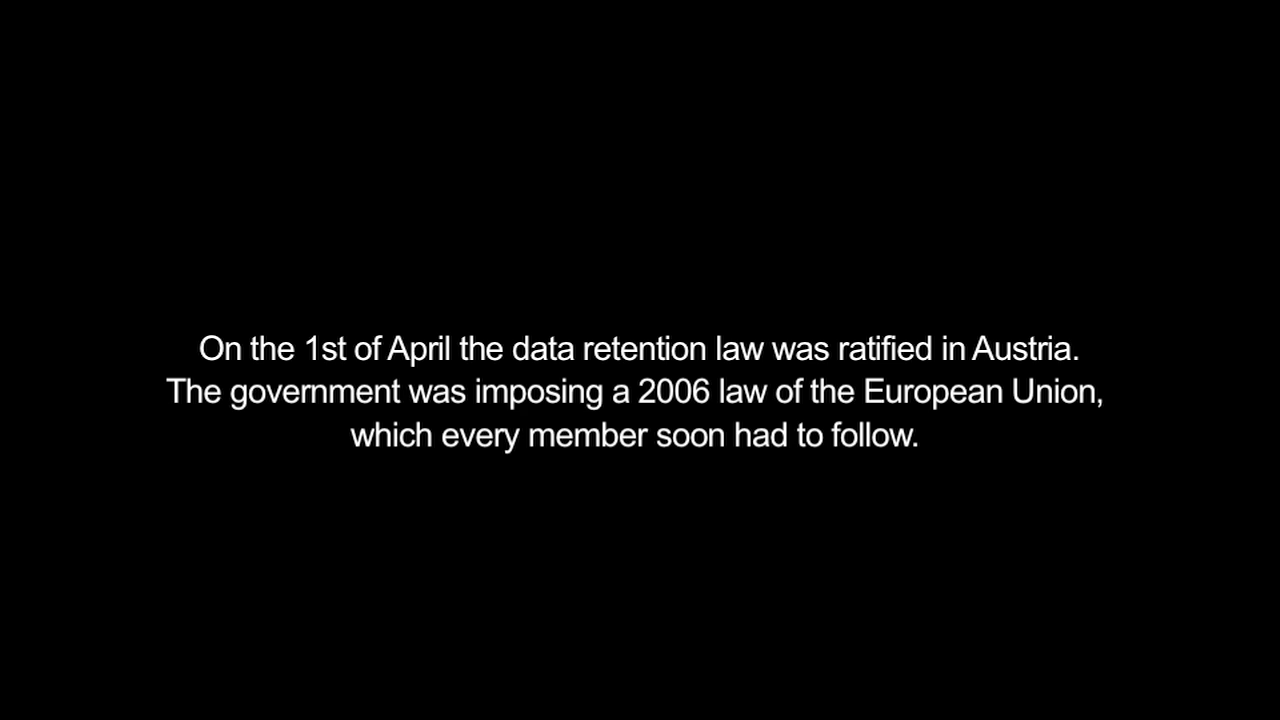 On the 1st of April the data retention law was ratified in Austria.
The government was imposing a 2006 law of the European Union,
which every member soon had to follow.